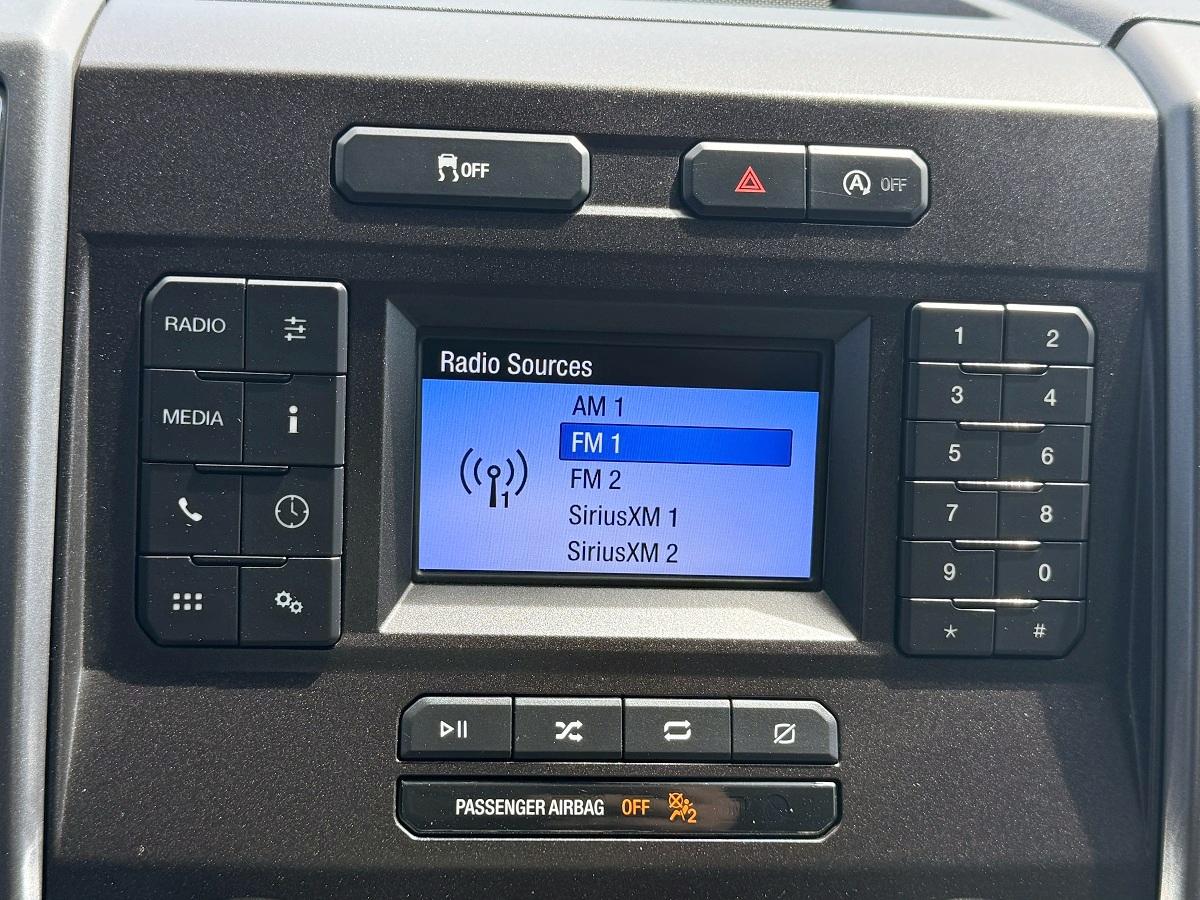 OFF
A OFF
RADIO
MEDIA
i
Radio Sources
AM 1
FM 1
FM 2
SiriusXM 1
SiriusXM 2
1
1 2
3 4
5 6
7 8
9 0
* #
PASSENGER AIRBAG OFF 2